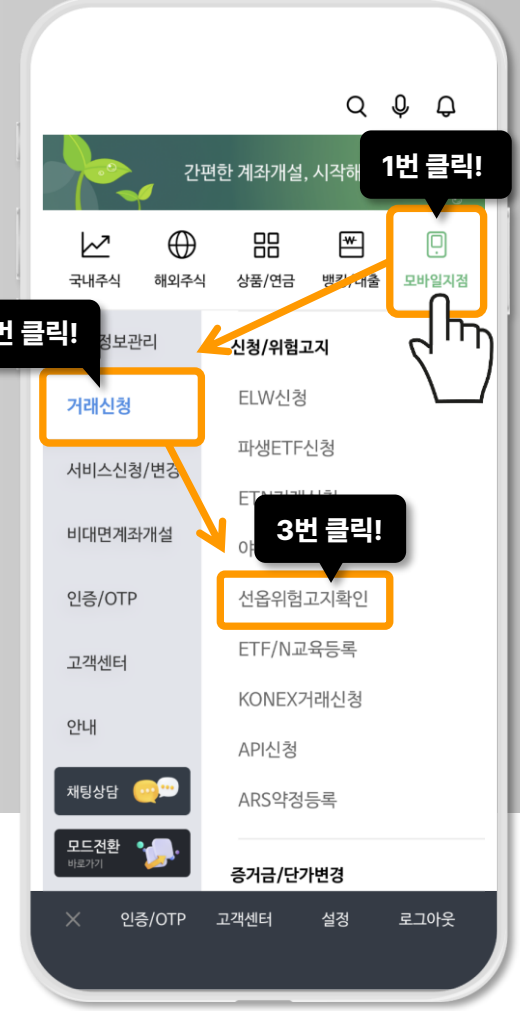 간편한 계좌개설, 시작해
1번 클릭!
국내주식
해외주식
상품/연금
뱅킹/대출
모바일지점
번 클릭!
정보관리
거래신청
서비스신청/변경
비대면계좌개설
인증/OTP
고객센터
안내
채팅상담
모드전환
바로가기
신청/위험고지
ELW신청
파생ETF신청
3번 클릭!
선옵위험고지확인
ETF/N교육등록
KONEX거래신청
API신청
ARS약정등록
증거금/단가변경
인증/OTP
고객센터
설정
로그아웃